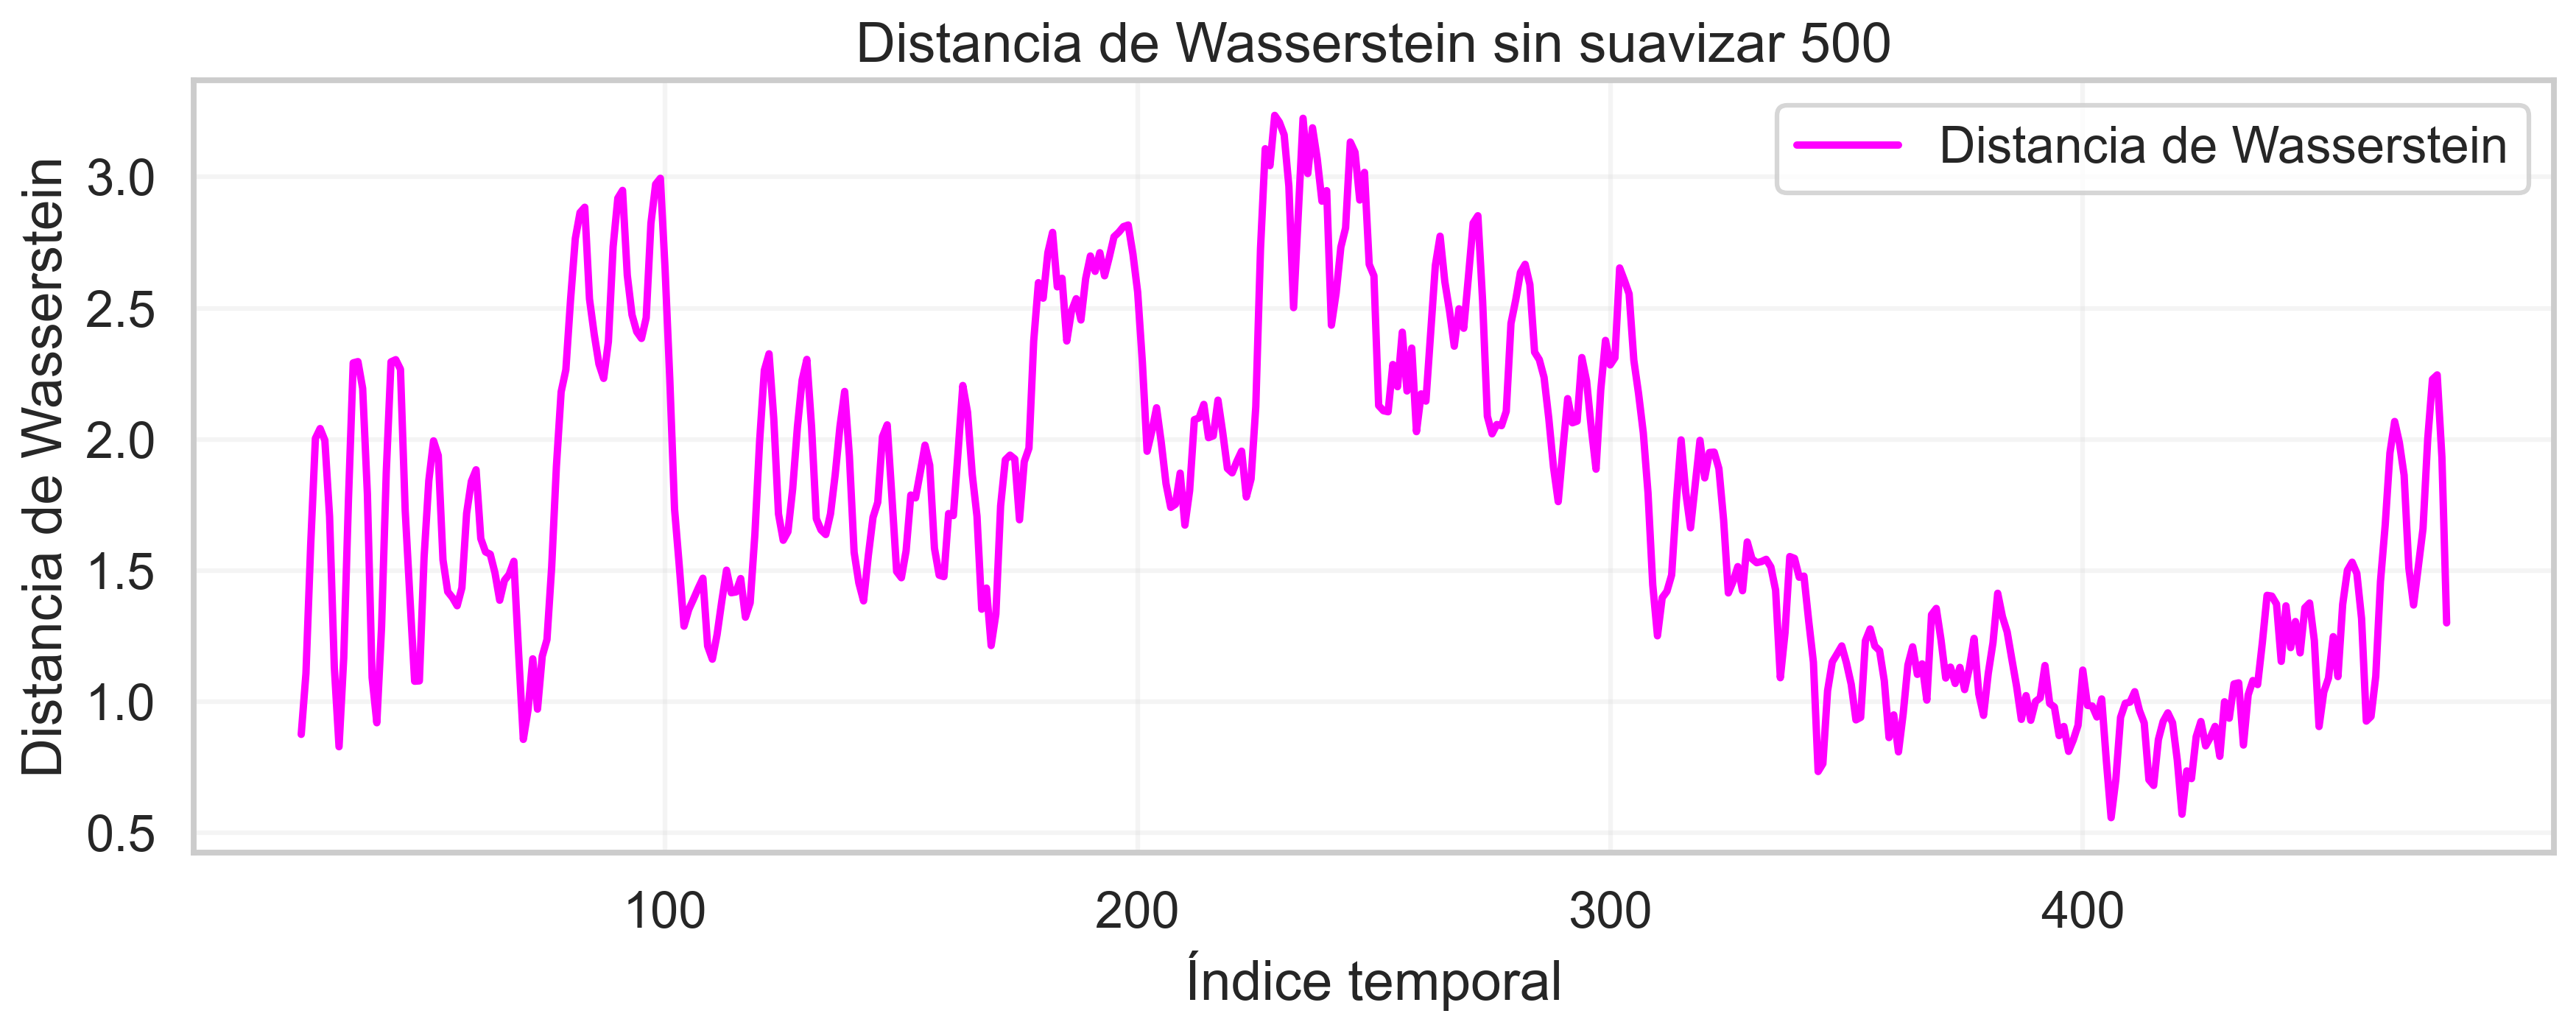 Distancia de Wasserstein sin suavizar 500
Distancia de Wasserstein
Distancia de Wasserstein
3.0
2.5
2.0
1.5
1.0
0.5
100 200 300 400
Índice temporal